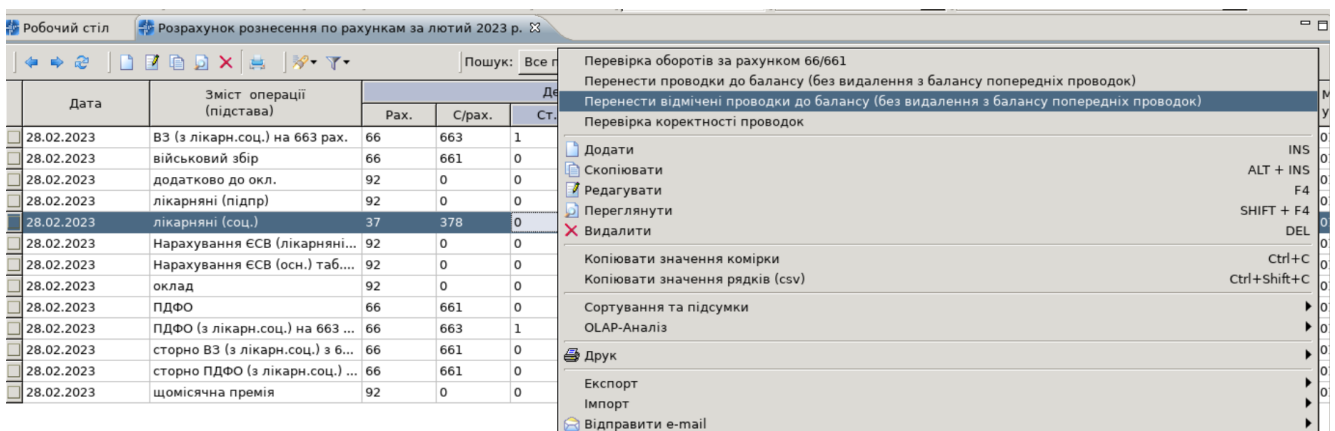 Робочий стіл
Розрахунок рознесення по рахункам за лютий 2023 р.
Пошук: Все
Дата
Зміст операції
(підстава)
Рах.
С/рах.
Ст.
28.02.2023 ВЗ (з лікарн.соц.) на 663 рах. 66 663 1
28.02.2023 військовий збір 66 661 0
28.02.2023 додатково до окл. 92 0 0
28.02.2023 лікарняні (підпр) 92 0 0
28.02.2023 лікарняні (соц.) 37 378 0
28.02.2023 Нарахування ЄСВ (лікарняні... 92 0 0
28.02.2023 Нарахування ЄСВ (осн.) таб.... 92 0 0
28.02.2023 оклад 92 0 0
28.02.2023 ПДФО 66 661 0
28.02.2023 ПДФО (з лікарн.соц.) на 663 ... 66 663 1
28.02.2023 сторно ВЗ (з лікарн.соц.) з 6... 66 661 0
28.02.2023 сторно ПДФО (з лікарн.соц.) ... 66 661 0
28.02.2023 щомісячна премія 92 0 0
Перевірка оборотів за рахунком 66/661
Перенести проводки до балансу (без видалення з балансу попередніх проводок)
Перенести відмічені проводки до балансу (без видалення з балансу попередніх проводок)
Перевірка коректності проводок
Додати INS
Скопіювати ALT + INS
Редагувати F4
Переглянути SHIFT + F4
Видалити DEL
Копіювати значення комірки Ctrl+C
Копіювати значення рядків (csv) Ctrl+Shift+C
Сортування та підсумки
OLAP-Аналіз
Друк
Експорт
Імпорт
Відправити e-mail